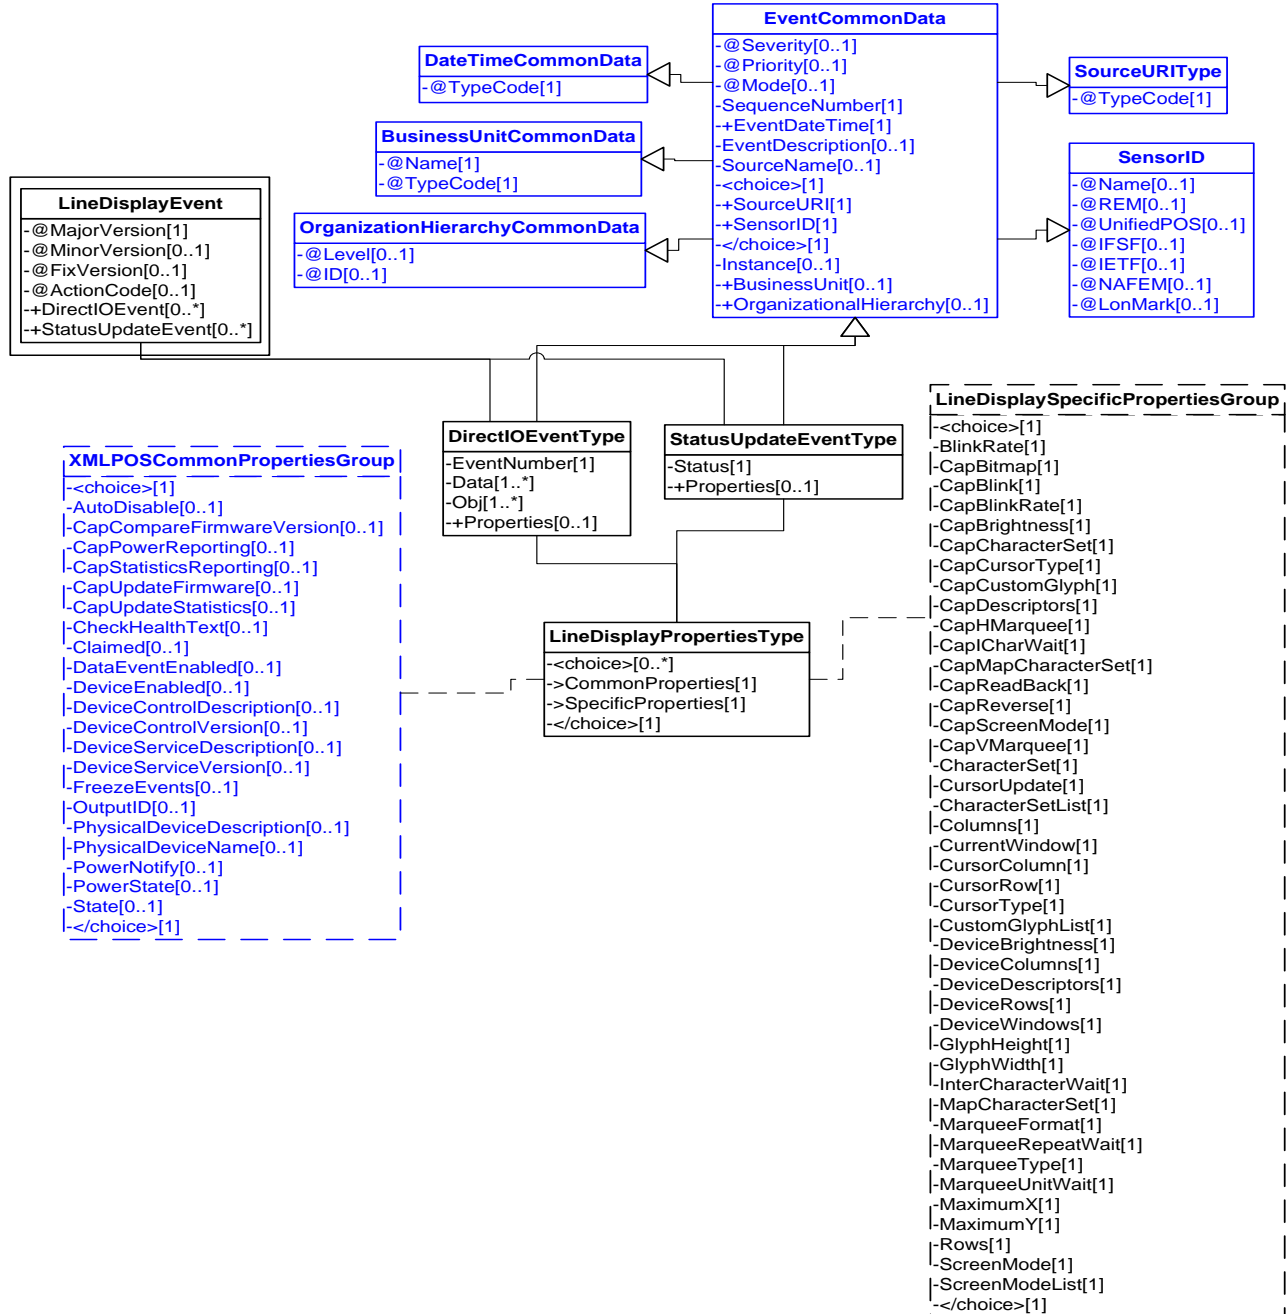 EventCommonData
-@Severity[0..1]
-@Priority[0..1]
-@Mode[0..1]
-SequenceNumber[1]
-+EventDateTime[1]
-EventDescription[0..1]
-SourceName[0..1]
-<choice>[1]
-+SourceURI[1]
-+SensorID[1]
-</choice>[1]
-Instance[0..1]
-+BusinessUnit[0..1]
-+OrganizationalHierarchy[0..1]
DateTimeCommonData
-@TypeCode[1]
SourceURIType
-@TypeCode[1]
BusinessUnitCommonData
-@Name[1]
-@TypeCode[1]
SensorID
-@Name[0..1]
-@REM[0..1]
-@UnifiedPOS[0..1]
-@IFSF[0..1]
-@IETF[0..1]
-@NAFEM[0..1]
-@LonMark[0..1]
LineDisplayEvent
-@MajorVersion[1]
-@MinorVersion[0..1]
-@FixVersion[0..1]
-@ActionCode[0..1]
-+DirectIOEvent[0..*]
-+StatusUpdateEvent[0..*]
OrganizationHierarchyCommonData
-@Level[0..1]
-@ID[0..1]
DirectIOEventType
-EventNumber[1]
-Data[1..*]
-Obj[1..*]
-+Properties[0..1]
StatusUpdateEventType
-Status[1]
-+Properties[0..1]
XMLPOSCommonPropertiesGroup
-<choice>[1]
-AutoDisable[0..1]
-CapCompareFirmwareVersion[0..1]
-CapPowerReporting[0..1]
-CapStatisticsReporting[0..1]
-CapUpdateFirmware[0..1]
-CapUpdateStatistics[0..1]
-CheckHealthText[0..1]
-Claimed[0..1]
-DataEventEnabled[0..1]
-DeviceEnabled[0..1]
-DeviceControlDescription[0..1]
-DeviceControlVersion[0..1]
-DeviceServiceDescription[0..1]
-DeviceServiceVersion[0..1]
-FreezeEvents[0..1]
-OutputID[0..1]
-PhysicalDeviceDescription[0..1]
-PhysicalDeviceName[0..1]
-PowerNotify[0..1]
-PowerState[0..1]
-State[0..1]
-</choice>[1]
LineDisplayPropertiesType
-<choice>[0..*]
->CommonProperties[1]
->SpecificProperties[1]
-</choice>[1]
LineDisplaySpecificPropertiesGroup
-<choice>[1]
-BlinkRate[1]
-CapBitmap[1]
-CapBlink[1]
-CapBlinkRate[1]
-CapBrightness[1]
-CapCharacterSet[1]
-CapCursorType[1]
-CapCustomGlyph[1]
-CapDescriptors[1]
-CapHMarquee[1]
-CapICharWait[1]
-CapMapCharacterSet[1]
-CapReadBack[1]
-CapReverse[1]
-CapScreenMode[1]
-CapVMarquee[1]
-CharacterSet[1]
-CursorUpdate[1]
-CharacterSetList[1]
-Columns[1]
-CurrentWindow[1]
-CursorColumn[1]
-CursorRow[1]
-CursorType[1]
-CustomGlyphList[1]
-DeviceBrightness[1]
-DeviceColumns[1]
-DeviceDescriptors[1]
-DeviceRows[1]
-DeviceWindows[1]
-GlyphHeight[1]
-GlyphWidth[1]
-InterCharacterWait[1]
-MapCharacterSet[1]
-MarqueeFormat[1]
-MarqueeRepeatWait[1]
-MarqueeType[1]
-MarqueeUnitWait[1]
-MaximumX[1]
-MaximumY[1]
-Rows[1]
-ScreenMode[1]
-ScreenModeList[1]
-</choice>[1]